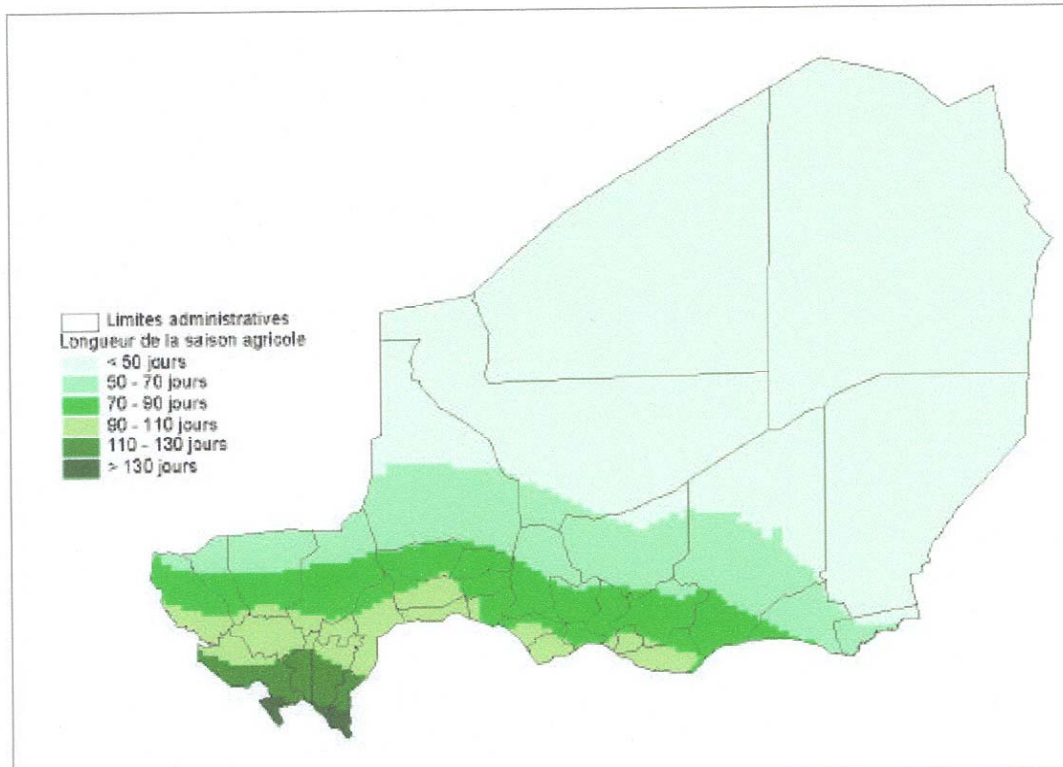 Limites administratives
Longueur de la saison agricole
< 50 jours
50 - 70 jours
70 - 90 jours
90 - 110 jours
110 - 130 jours
> 130 jours